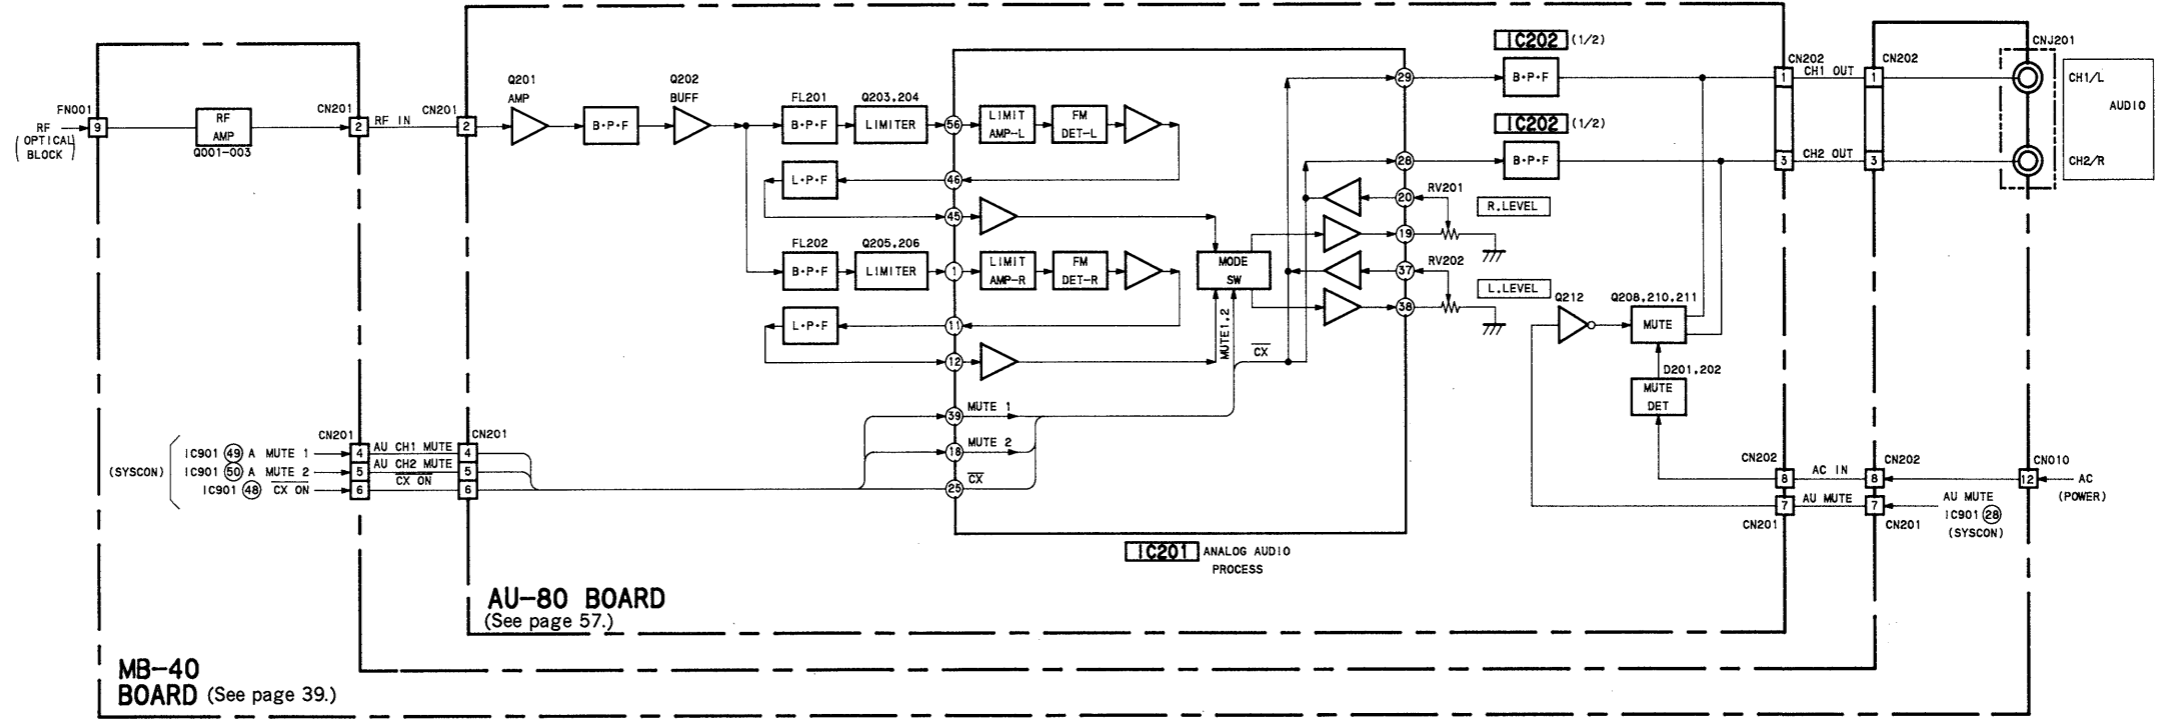 FN001
9
RF
(OPTICAL
BLOCK)
RF
AMP
Q001-003
CN201
2
RF IN
CN201
2
Q201
AMP
B·P·F
Q202
BUFF
FL201
B·P·F
Q203,204
LIMITER
56
LIMIT
AMP-L
FM
DET-L
L·P·F
46
45
FL202
B·P·F
Q205,206
LIMITER
1
LIMIT
AMP-R
FM
DET-R
L·P·F
11
12
MODE
SW
MUTE1,2
CX
39
MUTE 1
18
MUTE 2
25
CX
29
28
20
19
37
38
RV201
R.LEVEL
RV202
L.LEVEL
IC202 (1/2)
B·P·F
IC202 (1/2)
B·P·F
Q212
Q208,210,211
MUTE
D201,202
MUTE
DET
CN202
1
CH1 OUT
CN202
1
3
CH2 OUT
3
CNJ201
CH1/L
AUDIO
CH2/R
CN202
8
AC IN
CN202
8
CN010
12
AC
(POWER)
7
AU MUTE
7
AU MUTE
CN201
CN201
IC901 28
(SYSCON)
(SYSCON)
IC901 49 A MUTE 1
IC901 50 A MUTE 2
IC901 48 CX ON
CN201
4
5
6
AU CH1 MUTE
AU CH2 MUTE
CX ON
CN201
4
5
6
IC201 ANALOG AUDIO
PROCESS
AU-80 BOARD
(See page 57.)
MB-40
BOARD (See page 39.)